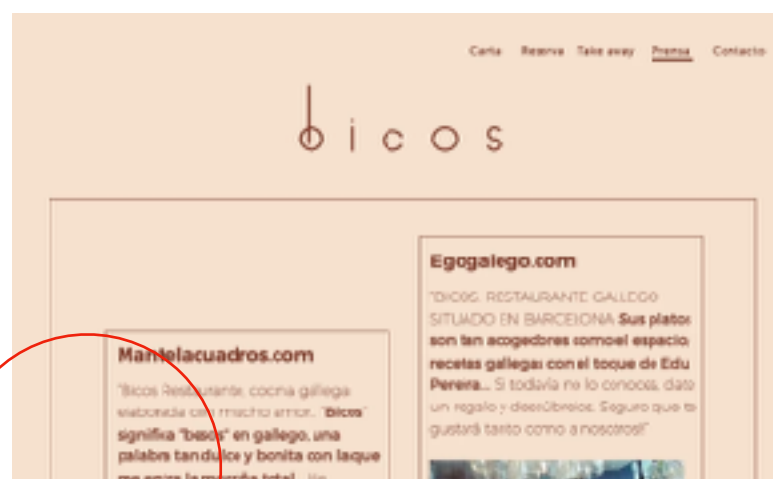 Carta Reserva Take away Prensa Contacto
bicos
Egogalego.com
"BICOS, RESTAURANTE GALLEGO
SITUADO EN BARCELONA Sus platos
son tan acogedores como el espacio,
recetas gallegas con el toque de Edu
Pereira... Si todavía no lo conoces, date
un regalo y descúbrelos. Seguro que te
gustará tanto como a nosotros!"
Mantelacuadros.com
"Bicos Restaurante, cocina gallega
elaborada con mucho amor. "Bicos"
signifika "besos" en gallego, una
palabra tan dulce y bonita con la que
total